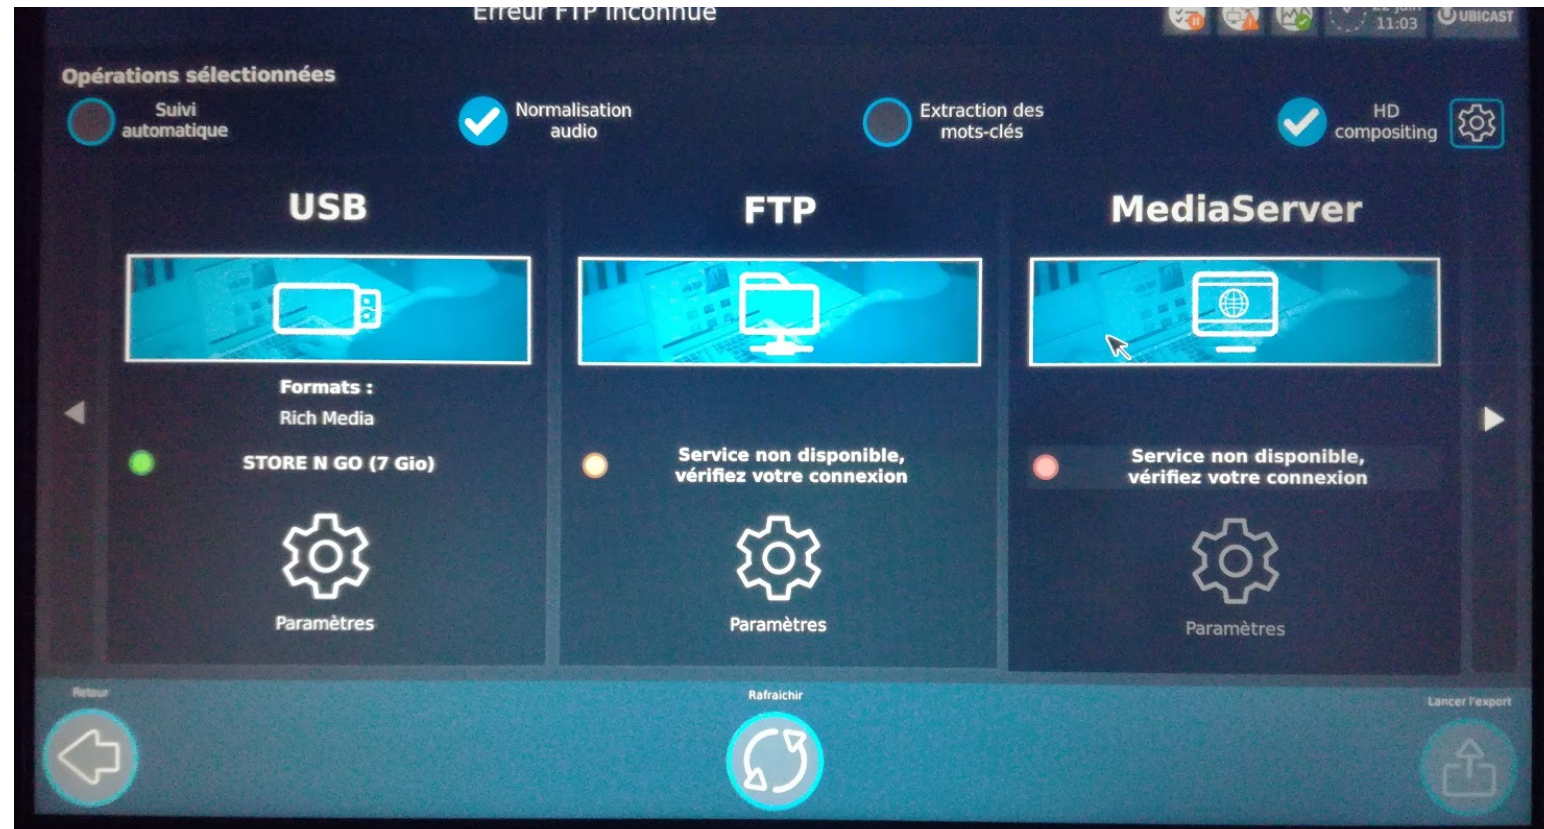 Erreur FTP inconnue
22 juin
11:03
UBICAST
Opérations sélectionnées
Suivi
automatique
Normalisation
audio
Extraction des
mots-clés
HD
compositing
USB
FTP
MediaServer
Formats :
Rich Media
STORE N GO (7 Gio)
Service non disponible,
vérifiez votre connexion
Service non disponible,
vérifiez votre connexion
Paramètres
Paramètres
Paramètres
Retour
Rafraichir
Lancer l'export